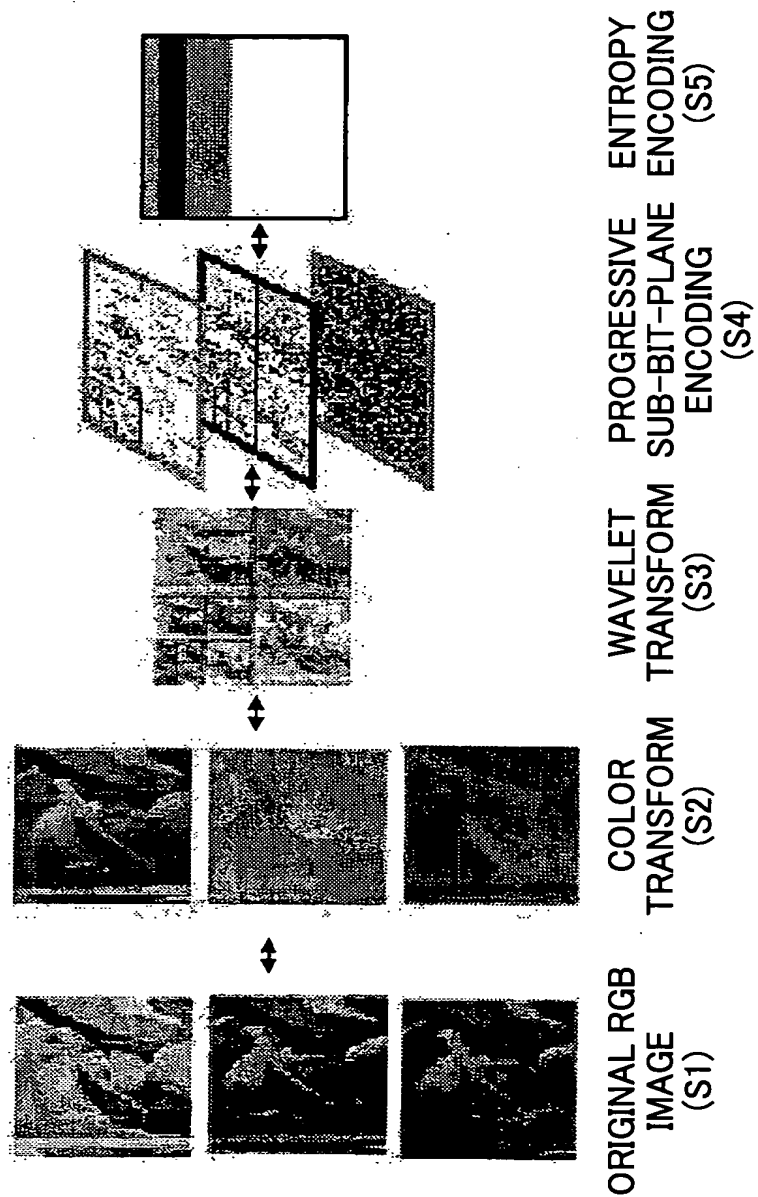 ORIGINAL RGB
IMAGE
(S1)
COLOR
TRANSFORM
(S2)
WAVELET
TRANSFORM
(S3)
PROGRESSIVE
SUB-BIT-PLANE
ENCODING
(S4)
ENTROPY
ENCODING
(S5)